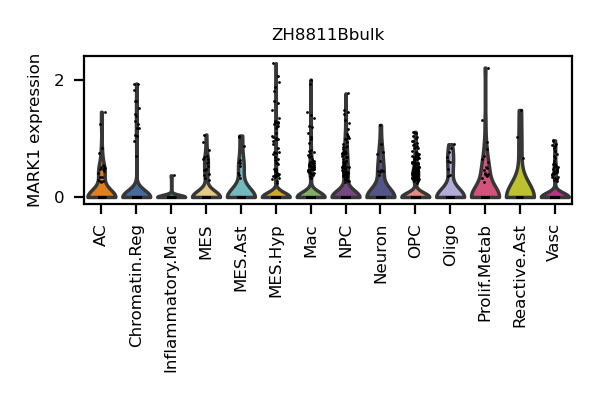 ZH8811Bbulk
MARK1 expression
2
0
AC
Chromatin.Reg
Inflammatory.Mac
MES
MES.Ast
MES.Hyp
Mac
NPC
Neuron
OPC
Oligo
Prolif.Metab
Reactive.Ast
Vasc